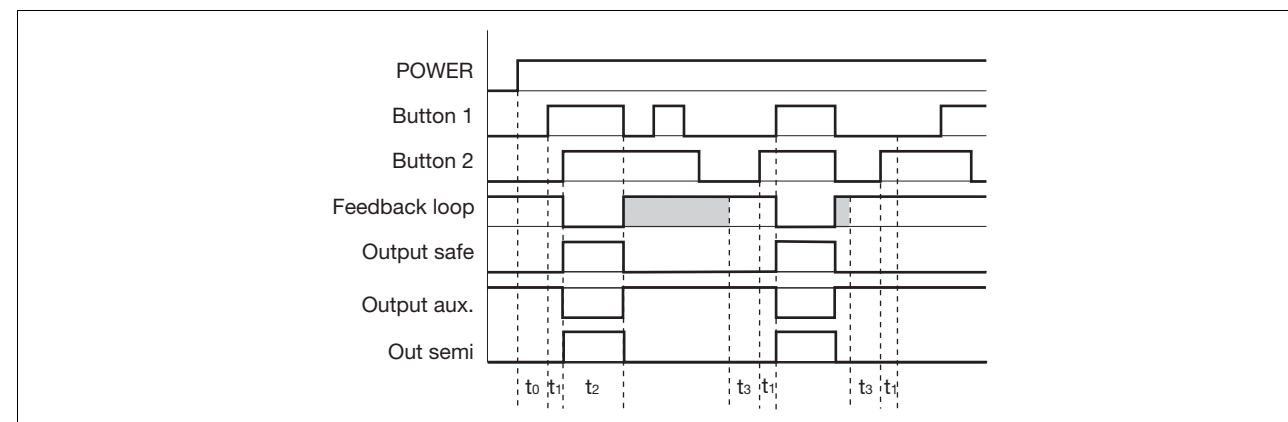 POWER
Button 1
Button 2
Feedback loop
Output safe
Output aux.
Out semi
t0 t1 t2 t3 t1 t3 t1